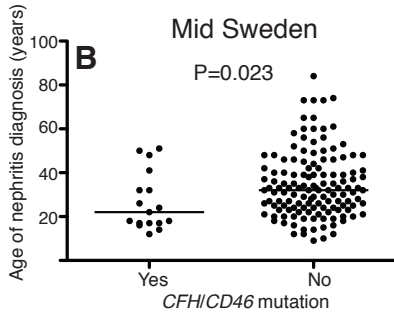 Mid Sweden
B
P=0.023
Age of nephritis diagnosis (years)
100
80
60
40
20
Yes
No
CFH/CD46 mutation